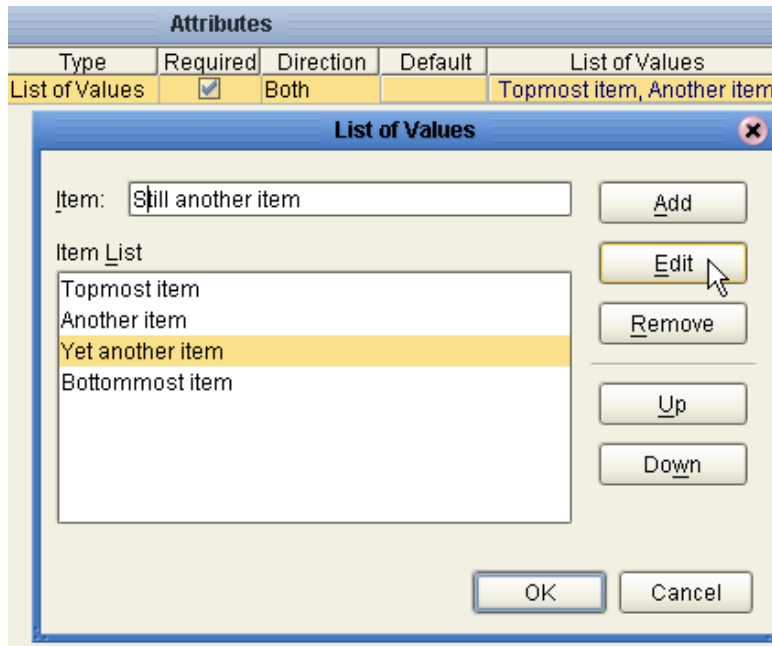 Attributes
Type Required Direction Default List of Values
List of Values Both Topmost item, Another item
List of Values
Item: Still another item Add
Item List Edit
Topmost item
Another item Remove
Yet another item
Bottommost item
Up
Down
OK Cancel